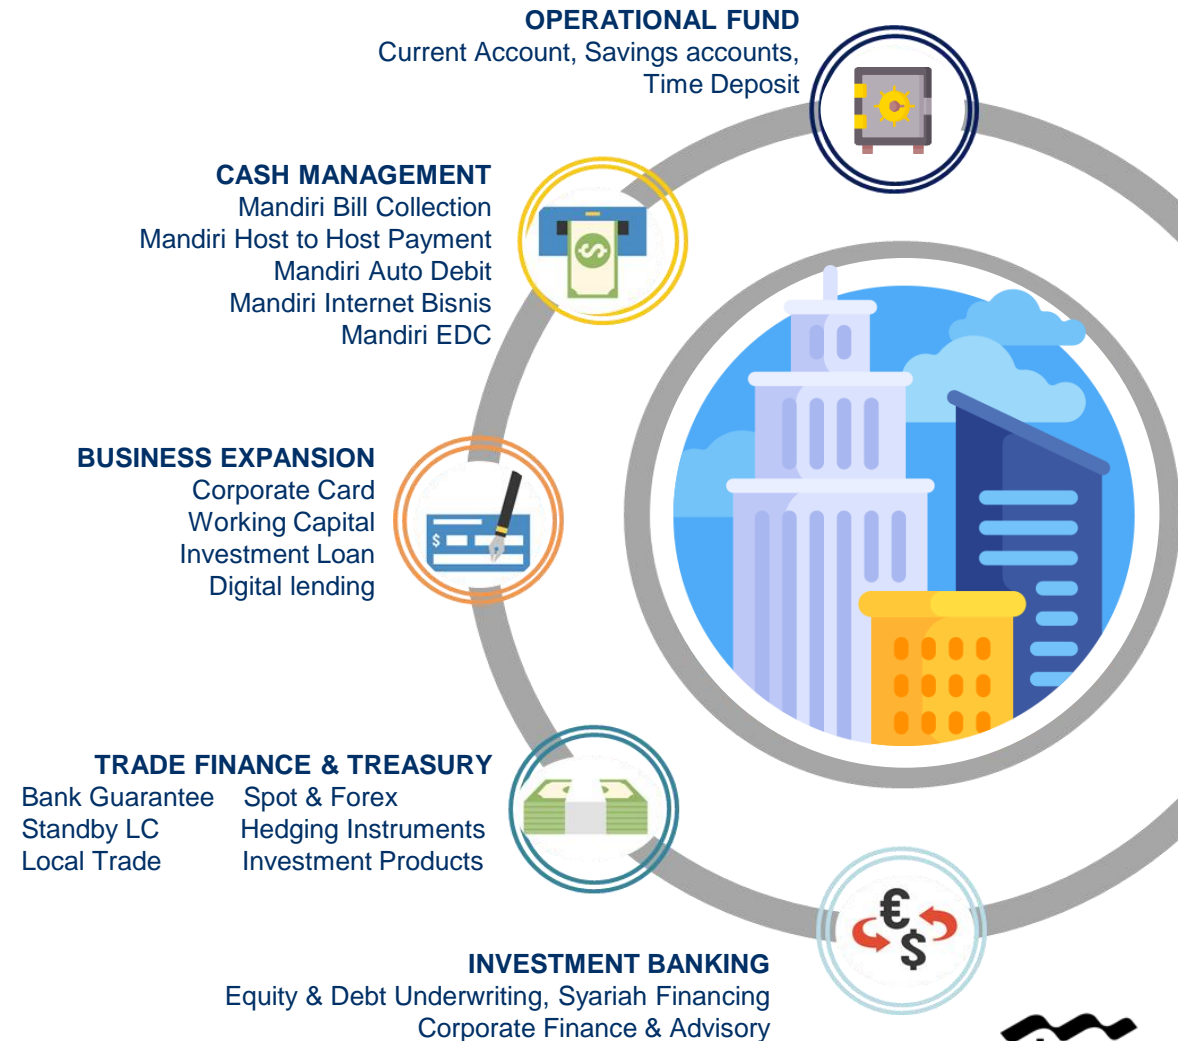 OPERATIONAL FUND
Current Account, Savings accounts,
Time Deposit
CASH MANAGEMENT
Mandiri Bill Collection
Mandiri Host to Host Payment
Mandiri Auto Debit
Mandiri Internet Bisnis
Mandiri EDC
BUSINESS EXPANSION
Corporate Card
Working Capital
Investment Loan
Digital lending
TRADE FINANCE & TREASURY
Bank Guarantee Spot & Forex
Standby LC Hedging Instruments
Local Trade Investment Products
INVESTMENT BANKING
Equity & Debt Underwriting, Syariah Financing
Corporate Finance & Advisory